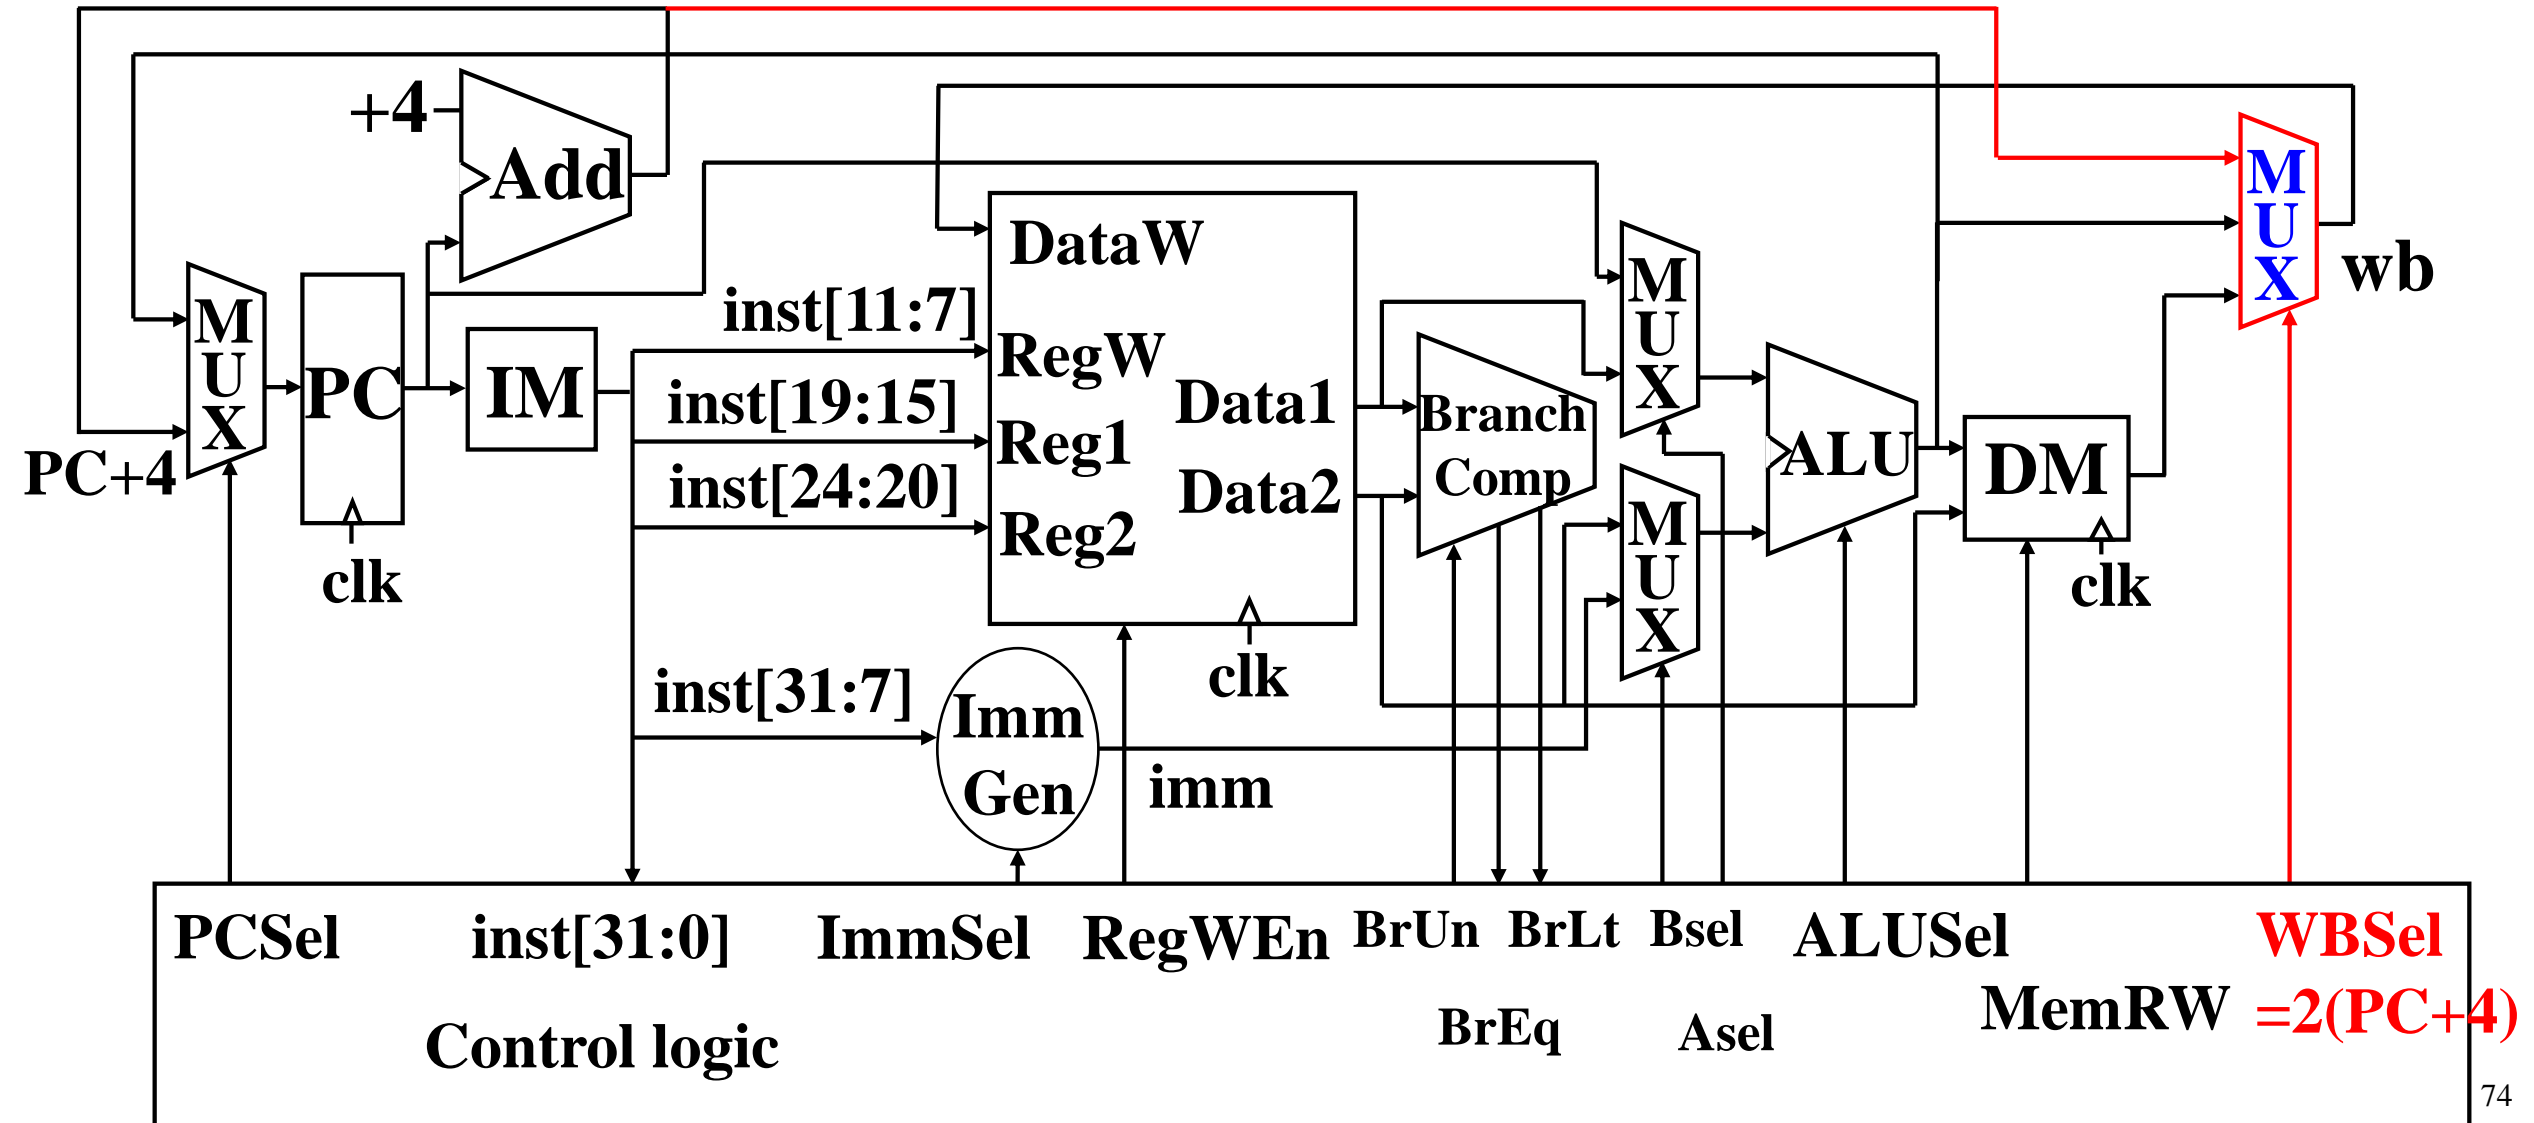 +4
Add
DataW
M
U
X
wb
inst[11:7]
M
U
X
M
U
X
PC
IM
RegW
inst[19:15]
Data1
Branch
Comp
Reg1
ALU
DM
PC+4
inst[24:20]
Data2
Reg2
M
U
X
clk
clk
clk
inst[31:7]
Imm
Gen
imm
PCSel
inst[31:0]
ImmSel
RegWEn
BrUn
BrLt
Bsel
ALUSel
WBSel
=2(PC+4)
MemRW
BrEq
Asel
Control logic
74